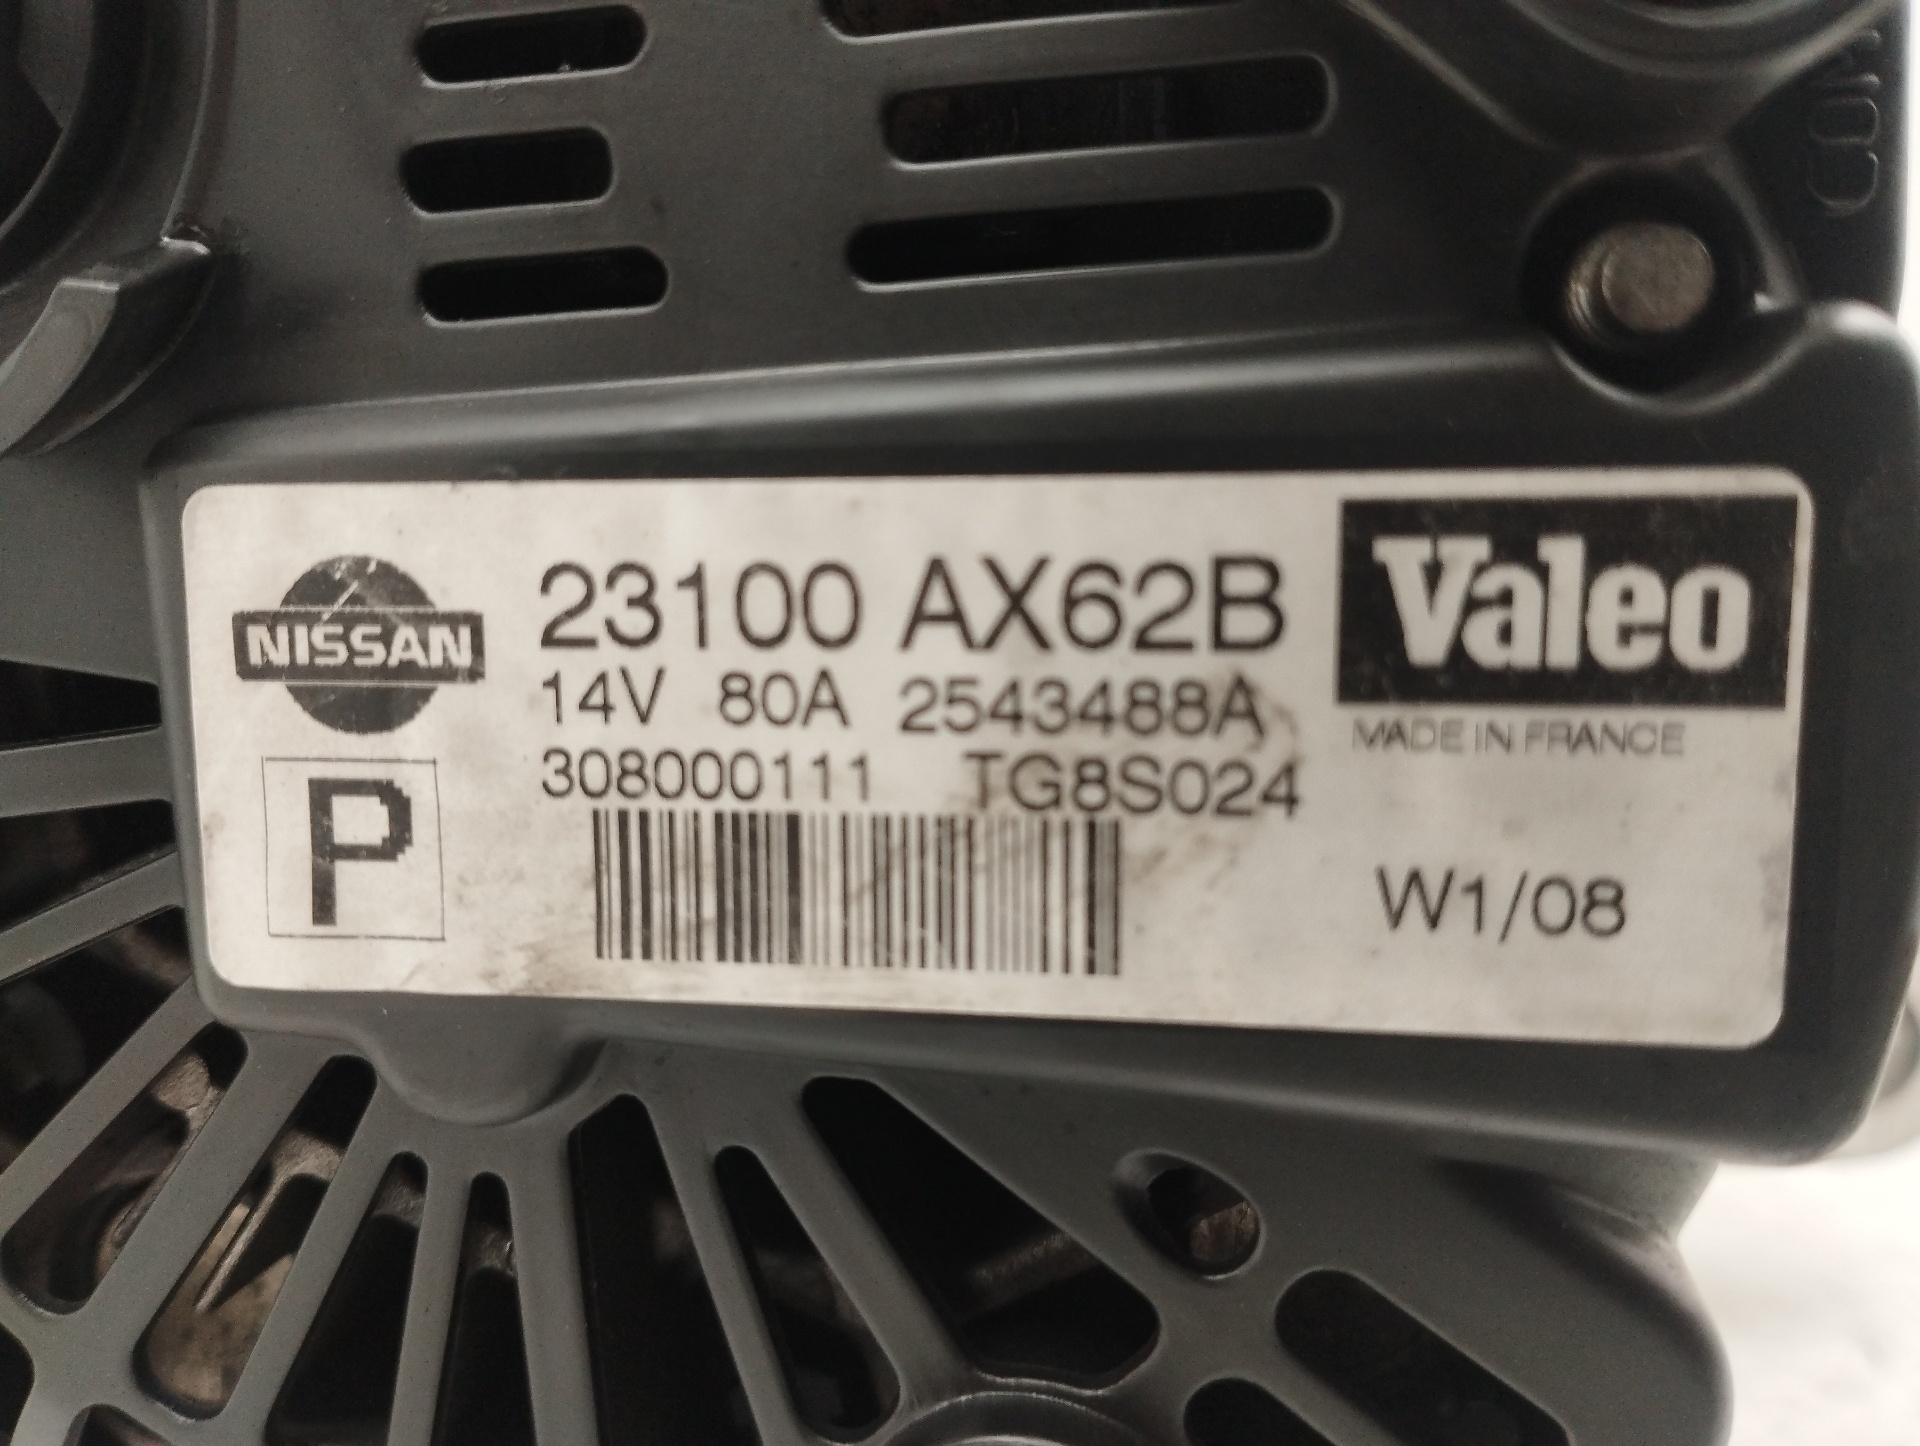 NISSAN
23100 AX62B
14V 80A 2543488A
308000111 TG8S024
Valeo
MADE IN FRANCE
P
W1/08